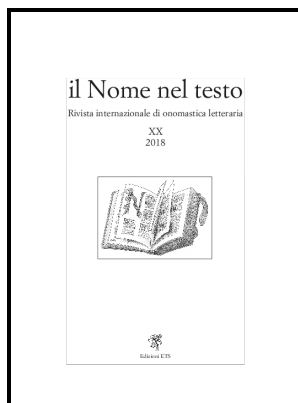 il Nome nel testo
Rivista internazionale di onomastica letteraria
XX
2018
Edizioni ETS